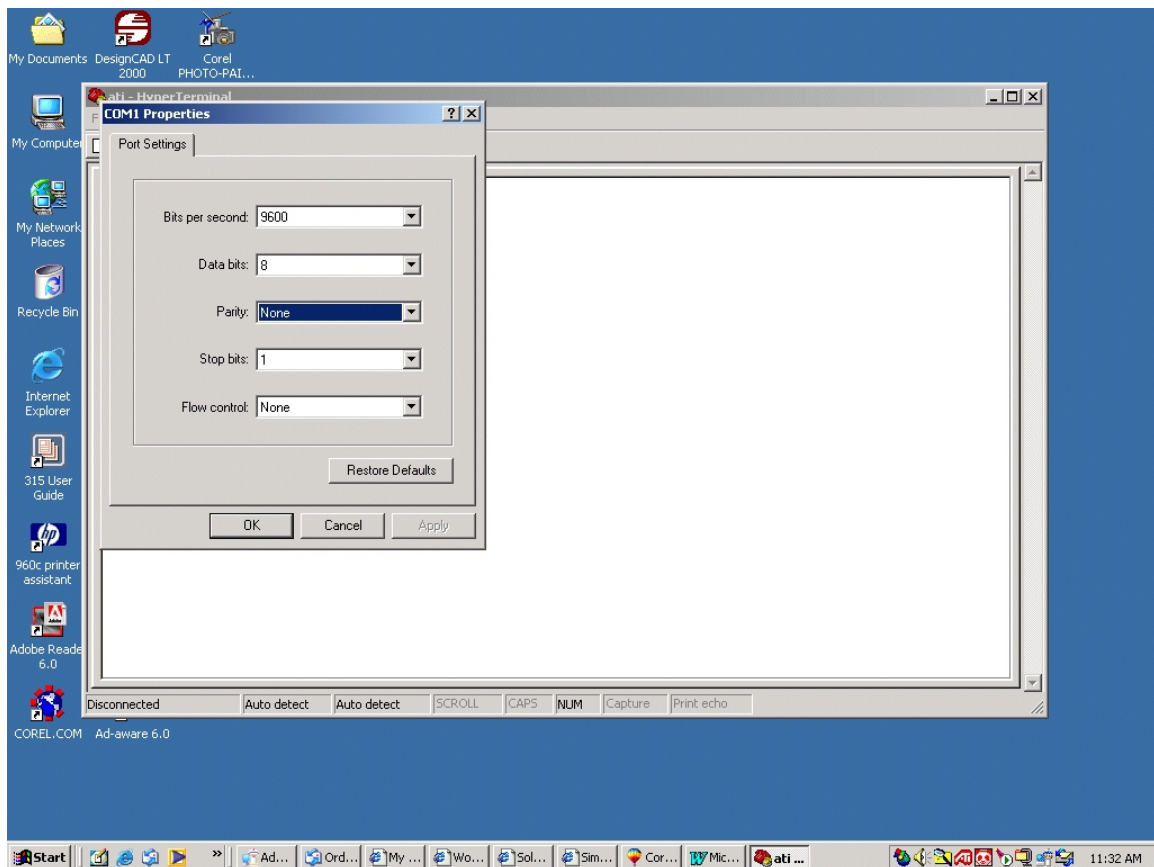 My Documents
DesignCAD LT
2000
Corel
PHOTO-PAI...
ati - HyperTerminal
F
COM1 Properties
Port Settings
Bits per second: 9600
Data bits: 8
Parity: None
Stop bits: 1
Flow control: None
Restore Defaults
OK
Cancel
Apply
My Computer
My Network
Places
Recycle Bin
Internet
Explorer
315 User
Guide
960c printer
assistant
Adobe Reade
6.0
COREL.COM
Ad-aware 6.0
Disconnected
Auto detect
Auto detect
SCROLL
CAPS
NUM
Capture
Print echo
Start
»
Ad...
Ord...
My ...
Wo...
Sol...
Sim...
Cor...
Mic...
ati ...
11:32 AM